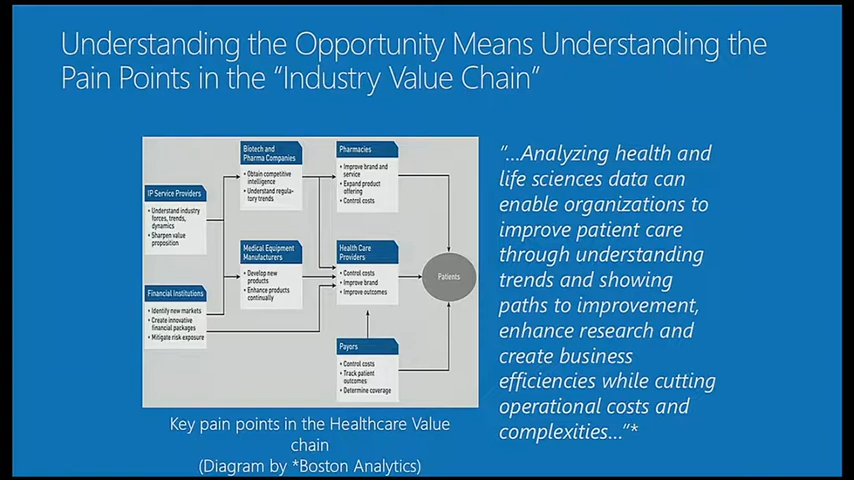 Understanding the Opportunity Means Understanding the
Pain Points in the “Industry Value Chain”
IP Service Providers
• Understand industry
forces, trends,
dynamics
• Sharpen value
proposition
Financial Institutions
• Identify new markets
• Create innovative
financial packages
• Mitigate risk exposure
Biotech and
Pharma Companies
• Obtain competitive
intelligence
• Understand regula-
tory trends
Medical Equipment
Manufacturers
• Develop new
products
• Enhance products
continually
Pharmacies
• Improve brand and
service
• Expand product
offering
• Control costs
Health Care
Providers
• Control costs
• Improve brand
• Improve outcomes
Payors
• Control costs
• Track patient
outcomes
• Determine coverage
Patients
Key pain points in the Healthcare Value
chain
(Diagram by *Boston Analytics)
“...Analyzing health and
life sciences data can
enable organizations to
improve patient care
through understanding
trends and showing
paths to improvement,
enhance research and
create business
efficiencies while cutting
operational costs and
complexities...”*